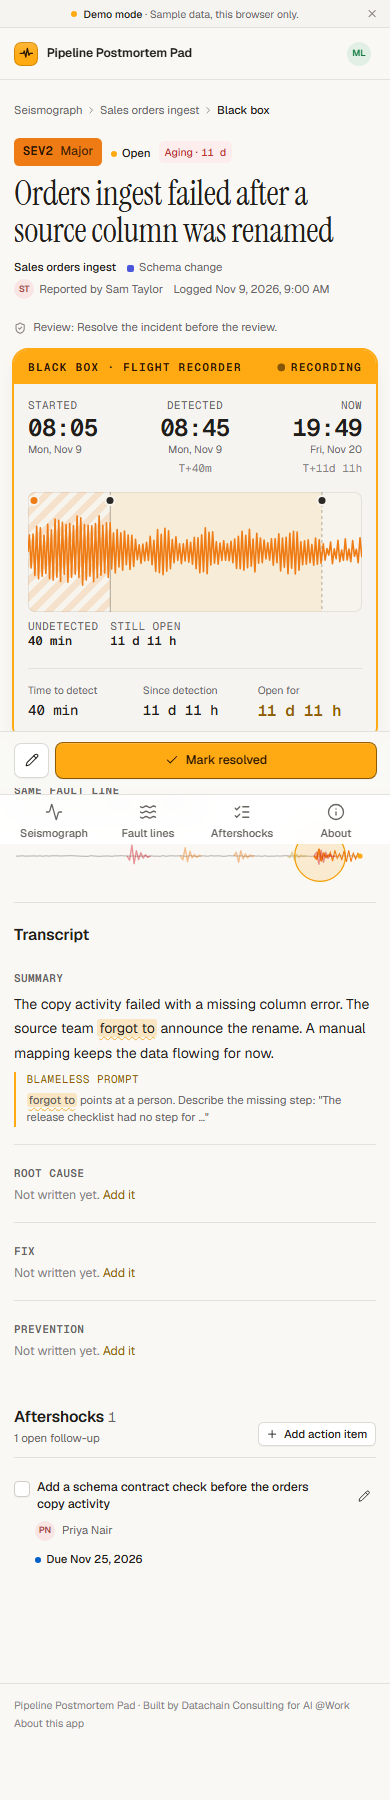 Demo mode · Sample data, this browser only.
Pipeline Postmortem Pad
ML
Seismograph > Sales orders ingest > Black box
SEV2 Major
Open
Aging · 11 d
Orders ingest failed after a
source column was renamed
Sales orders ingest
Schema change
ST Reported by Sam Taylor Logged Nov 9, 2026, 9:00 AM
Review: Resolve the incident before the review.
BLACK BOX · FLIGHT RECORDER
RECORDING
STARTED DETECTED NOW
08:05 08:45 19:49
Mon, Nov 9 Mon, Nov 9 Fri, Nov 20
T+40m T+11d 11h
UNDETECTED STILL OPEN
40 min 11 d 11 h
Time to detect Since detection Open for
40 min 11 d 11 h 11 d 11 h
Mark resolved
SAME FAULT LINE
Seismograph Fault lines Aftershocks About
Transcript
SUMMARY
The copy activity failed with a missing column error. The
source team forgot to announce the rename. A manual
mapping keeps the data flowing for now.
BLAMELESS PROMPT
forgot to points at a person. Describe the missing step: "The
release checklist had no step for …"
ROOT CAUSE
Not written yet. Add it
FIX
Not written yet. Add it
PREVENTION
Not written yet. Add it
Aftershocks 1
1 open follow-up
+ Add action item
Add a schema contract check before the orders
copy activity
PN Priya Nair
Due Nov 25, 2026
Pipeline Postmortem Pad · Built by Datachain Consulting for AI @Work
About this app